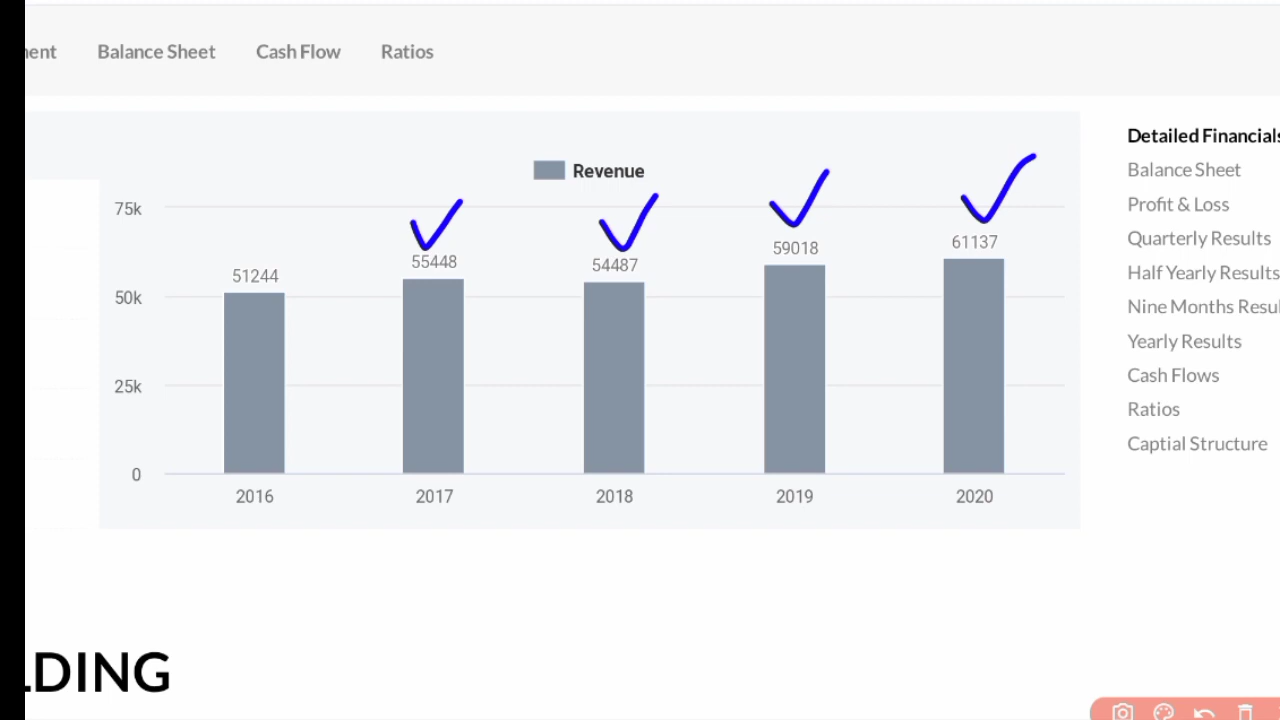 Balance Sheet Cash Flow Ratios
Revenue
75k
50k
25k
0
51244
55448
54487
59018
61137
2016 2017 2018 2019 2020
Detailed Financials
Balance Sheet
Profit & Loss
Quarterly Results
Half Yearly Results
Nine Months
Yearly Results
Cash Flows
Ratios
Captial Structure
LDING